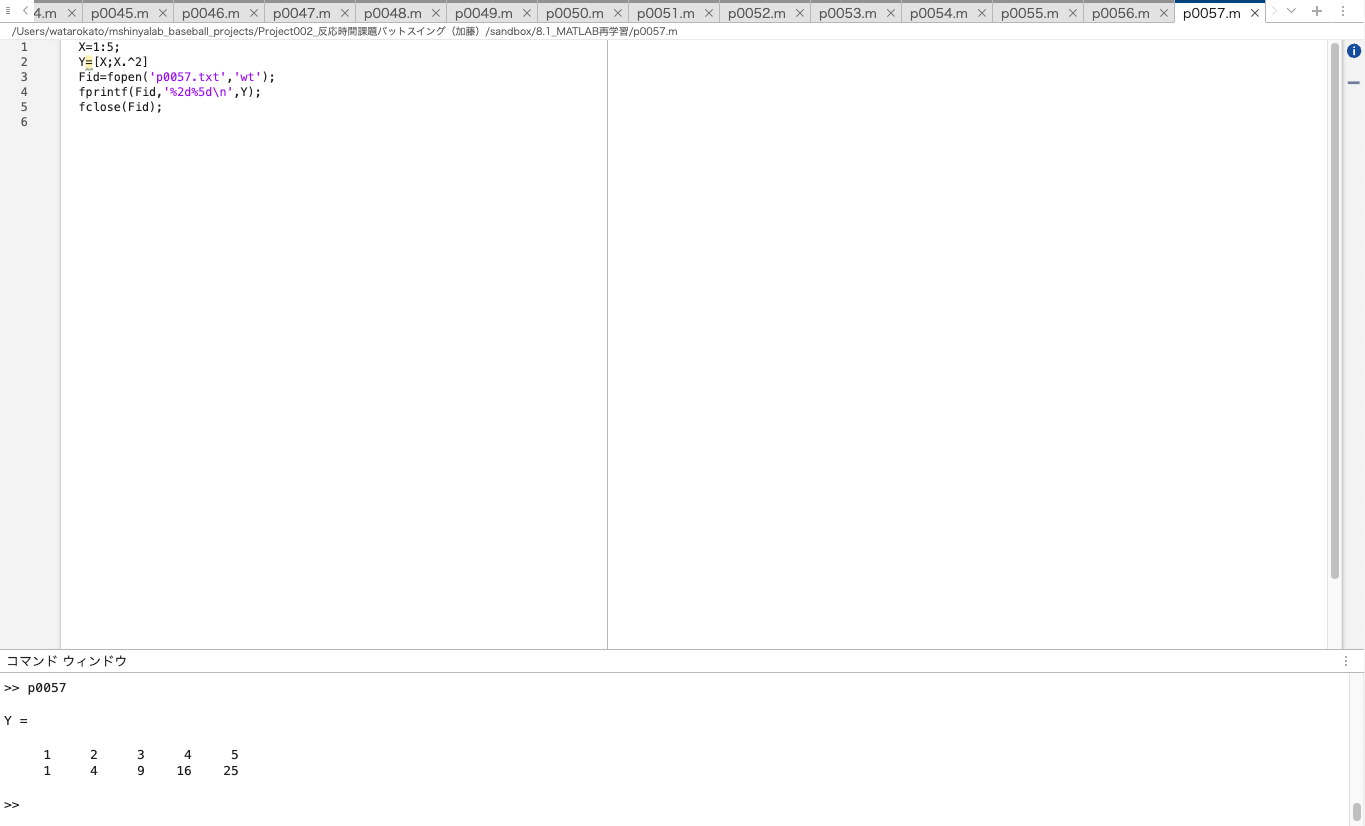 4.m p0045.m p0046.m p0047.m p0048.m p0049.m p0050.m p0051.m p0052.m p0053.m p0054.m p0055.m p0056.m p0057.m
/Users/watarokato/mshinyalab_baseball_projects/Project002_反応時間課題バットスイング（加藤）/sandbox/8.1_MATLAB再学習/p0057.m
1 X=1:5;
2 Y=[X;X.^2]
3 Fid=fopen('p0057.txt','wt');
4 fprintf(Fid,'%2d%5d\n',Y);
5 fclose(Fid);
6
コマンド ウィンドウ
>> p0057
Y =
1 2 3 4 5
1 4 9 16 25
>>